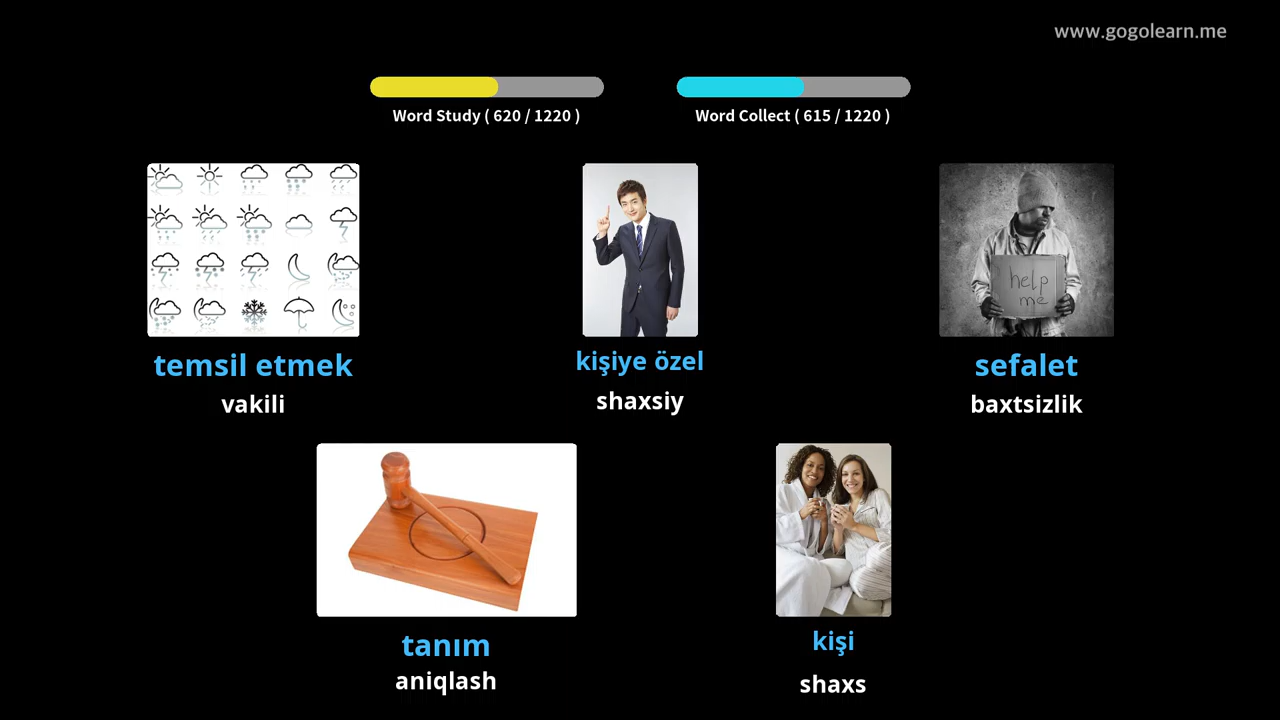 www.gogolearn.me
Word Study ( 620 / 1220 )
Word Collect ( 615 / 1220 )
help
me
temsil etmek
vakili
kişiye özel
shaxsiy
sefalet
baxtsizlik
tanım
aniqlash
kişi
shaxs